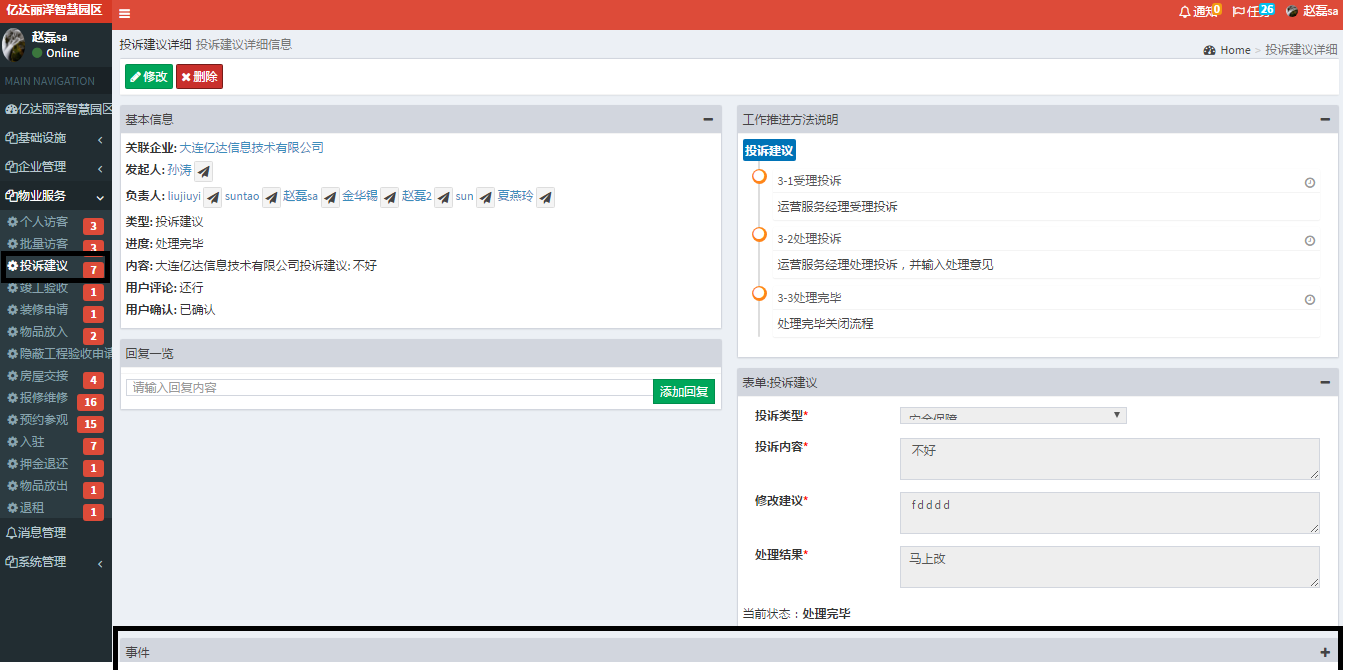 亿达丽泽智慧园区
通知 0 任务 26 赵磊sa
赵磊sa
Online
MAIN NAVIGATION
亿达丽泽智慧园区
基础设施
企业管理
物业服务
个人访客 3
批量访客 3
投诉建议 7
竣工验收 1
装修申请 1
物品放入 2
隐蔽工程验收申请
房屋交接 4
报修维修 16
预约参观 15
入驻 7
押金退还 1
物品放出 1
退租 1
消息管理
系统管理
投诉建议详细 投诉建议详细信息
Home > 投诉建议详细
修改 删除
基本信息
关联企业: 大连亿达信息技术有限公司
发起人: 孙涛
负责人: liujiuyi suntao 赵磊sa 金华锡 赵磊2 sun 夏燕玲
类型: 投诉建议
进度: 处理完毕
内容: 大连亿达信息技术有限公司投诉建议: 不好
用户评论: 还行
用户确认: 已确认
回复一览
请输入回复内容 添加回复
工作推进方法说明
投诉建议
3-1受理投诉
运营服务经理受理投诉
3-2处理投诉
运营服务经理处理投诉，并输入处理意见
3-3处理完毕
处理完毕关闭流程
表单:投诉建议
投诉类型* 安全保障
投诉内容* 不好
修改建议* fdddd
处理结果* 马上改
当前状态：处理完毕
事件